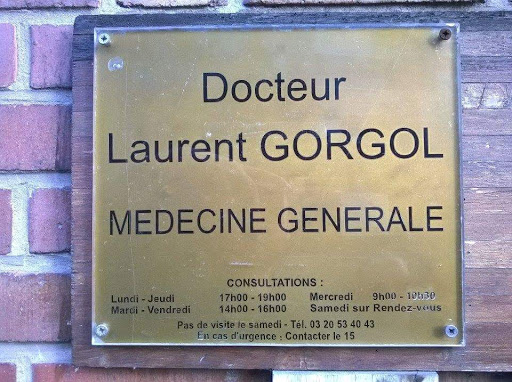 Docteur
Laurent GORGOL
MEDECINE GENERALE
CONSULTATIONS :
Lundi - Jeudi 17h00 - 19h00 Mercredi 9h00 - 10h30
Mardi - Vendredi 14h00 - 16h00 Samedi sur Rendez-vous
Pas de visite le samedi - Tél. 03 20 53 40 43
En cas d'urgence : Contacter le 15